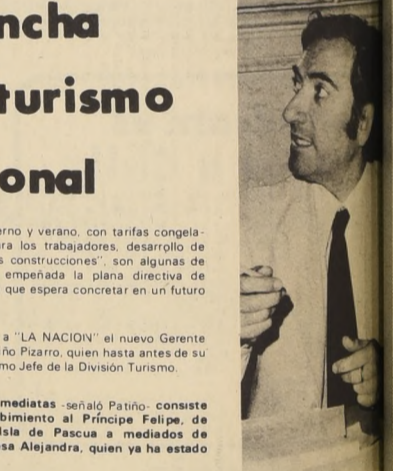 ncha
turismo
onal
erno y verano, con tarifas congela-
ra los trabajadores, desarrollo de
s construcciones", son algunas de
empeñada la plana directiva de
que espera concretar en un futuro
a "LA NACION" el nuevo Gerente
ño Pizarro, quien hasta antes de su
mo Jefe de la División Turismo.
mediatas -señaló Patiño- consiste
bimiento al Príncipe Felipe, de
Isla de Pascua a mediados de
sa Alejandra, quien ya ha estado